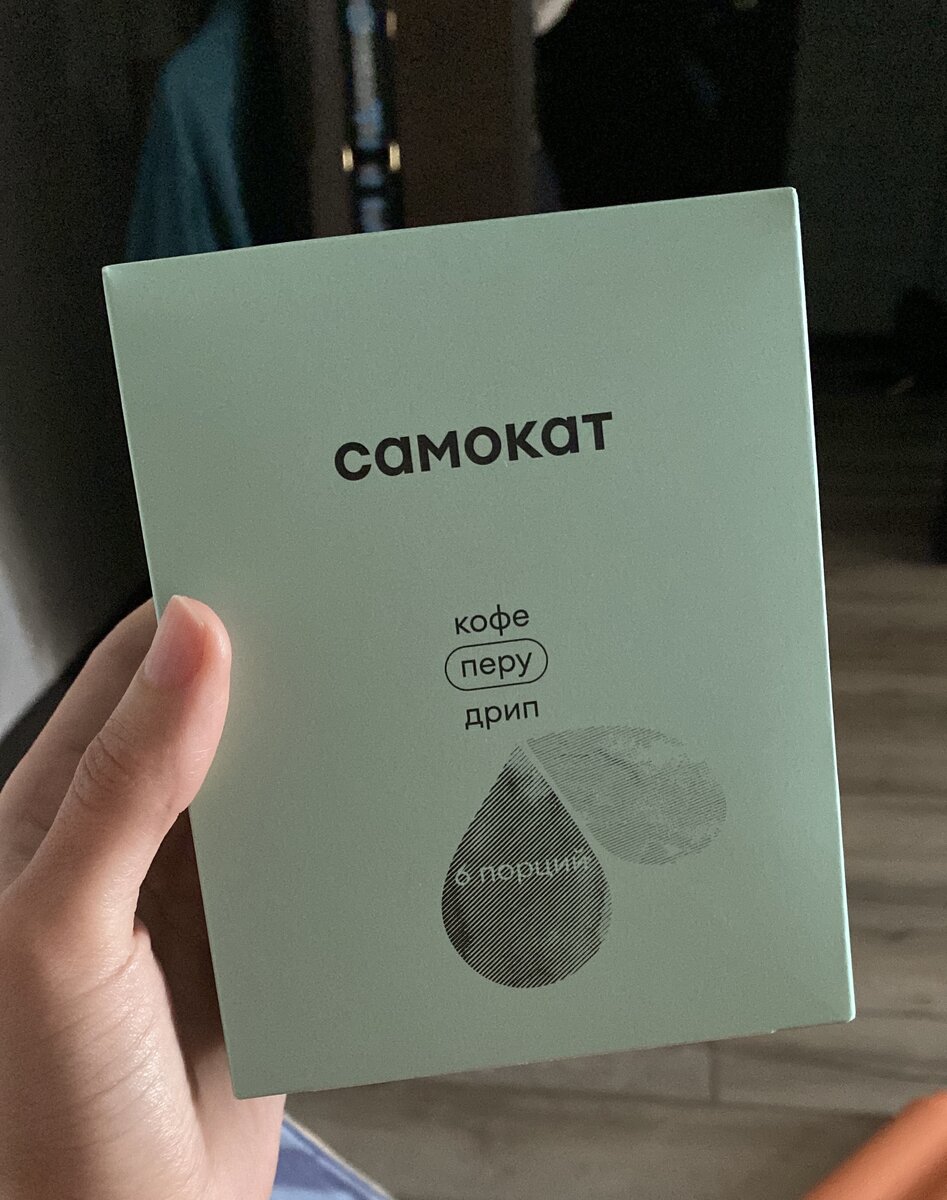 самокат
кофе
перу
дрип
6 порций